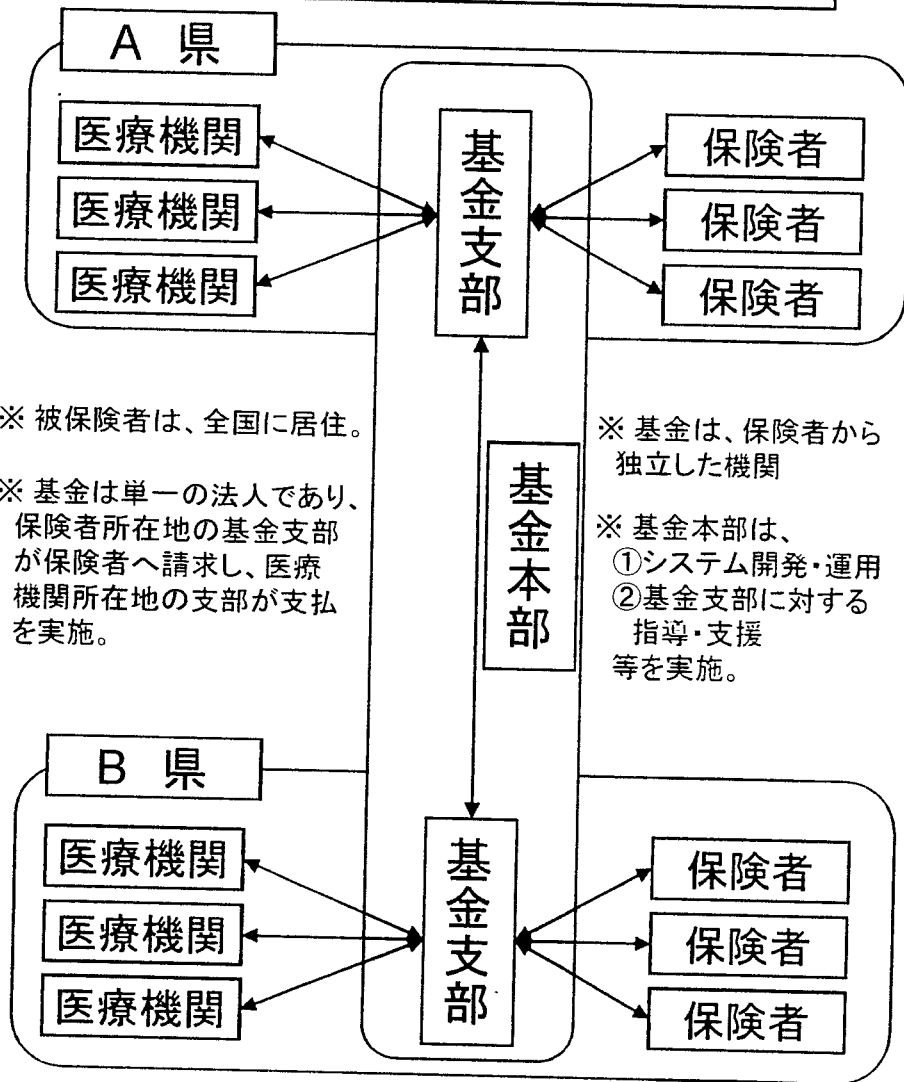 A 県
医療機関
医療機関
医療機関
基金支部
保険者
保険者
保険者
※ 被保険者は、全国に居住。
※ 基金は単一の法人であり、
保険者所在地の基金支部
が保険者へ請求し、医療
機関所在地の支部が支払
を実施。
基金本部
※ 基金は、保険者から
独立した機関
※ 基金本部は、
①システム開発・運用
②基金支部に対する
指導・支援
等を実施。
B 県
医療機関
医療機関
医療機関
基金支部
保険者
保険者
保険者